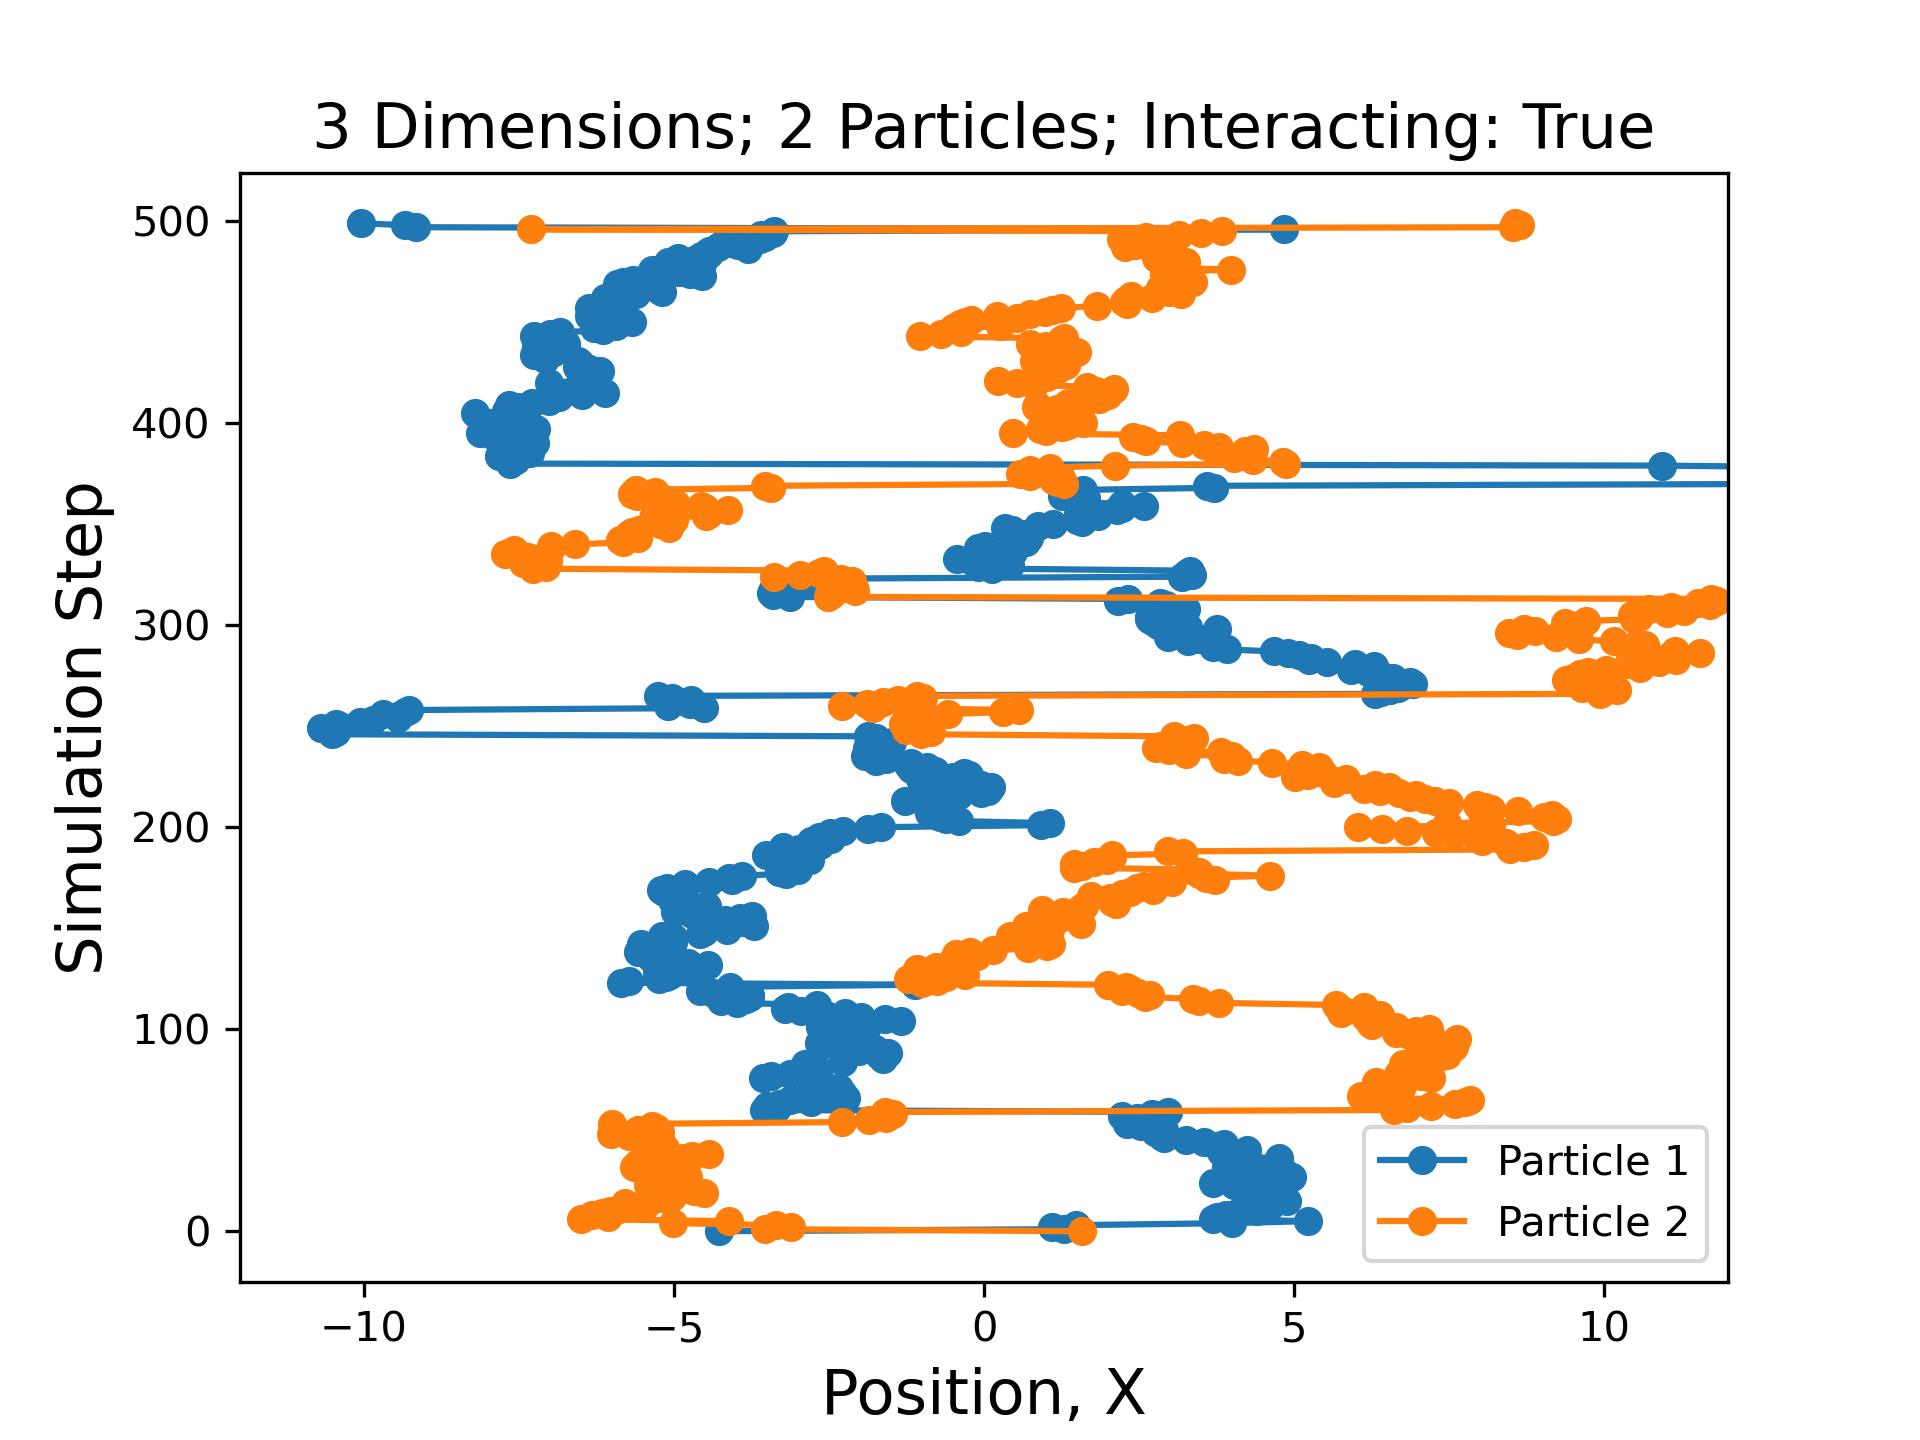 3 Dimensions; 2 Particles; Interacting: True
Simulation Step
500
400
300
200
100
0
−10
−5
0
5
10
Position, X
Particle 1
Particle 2